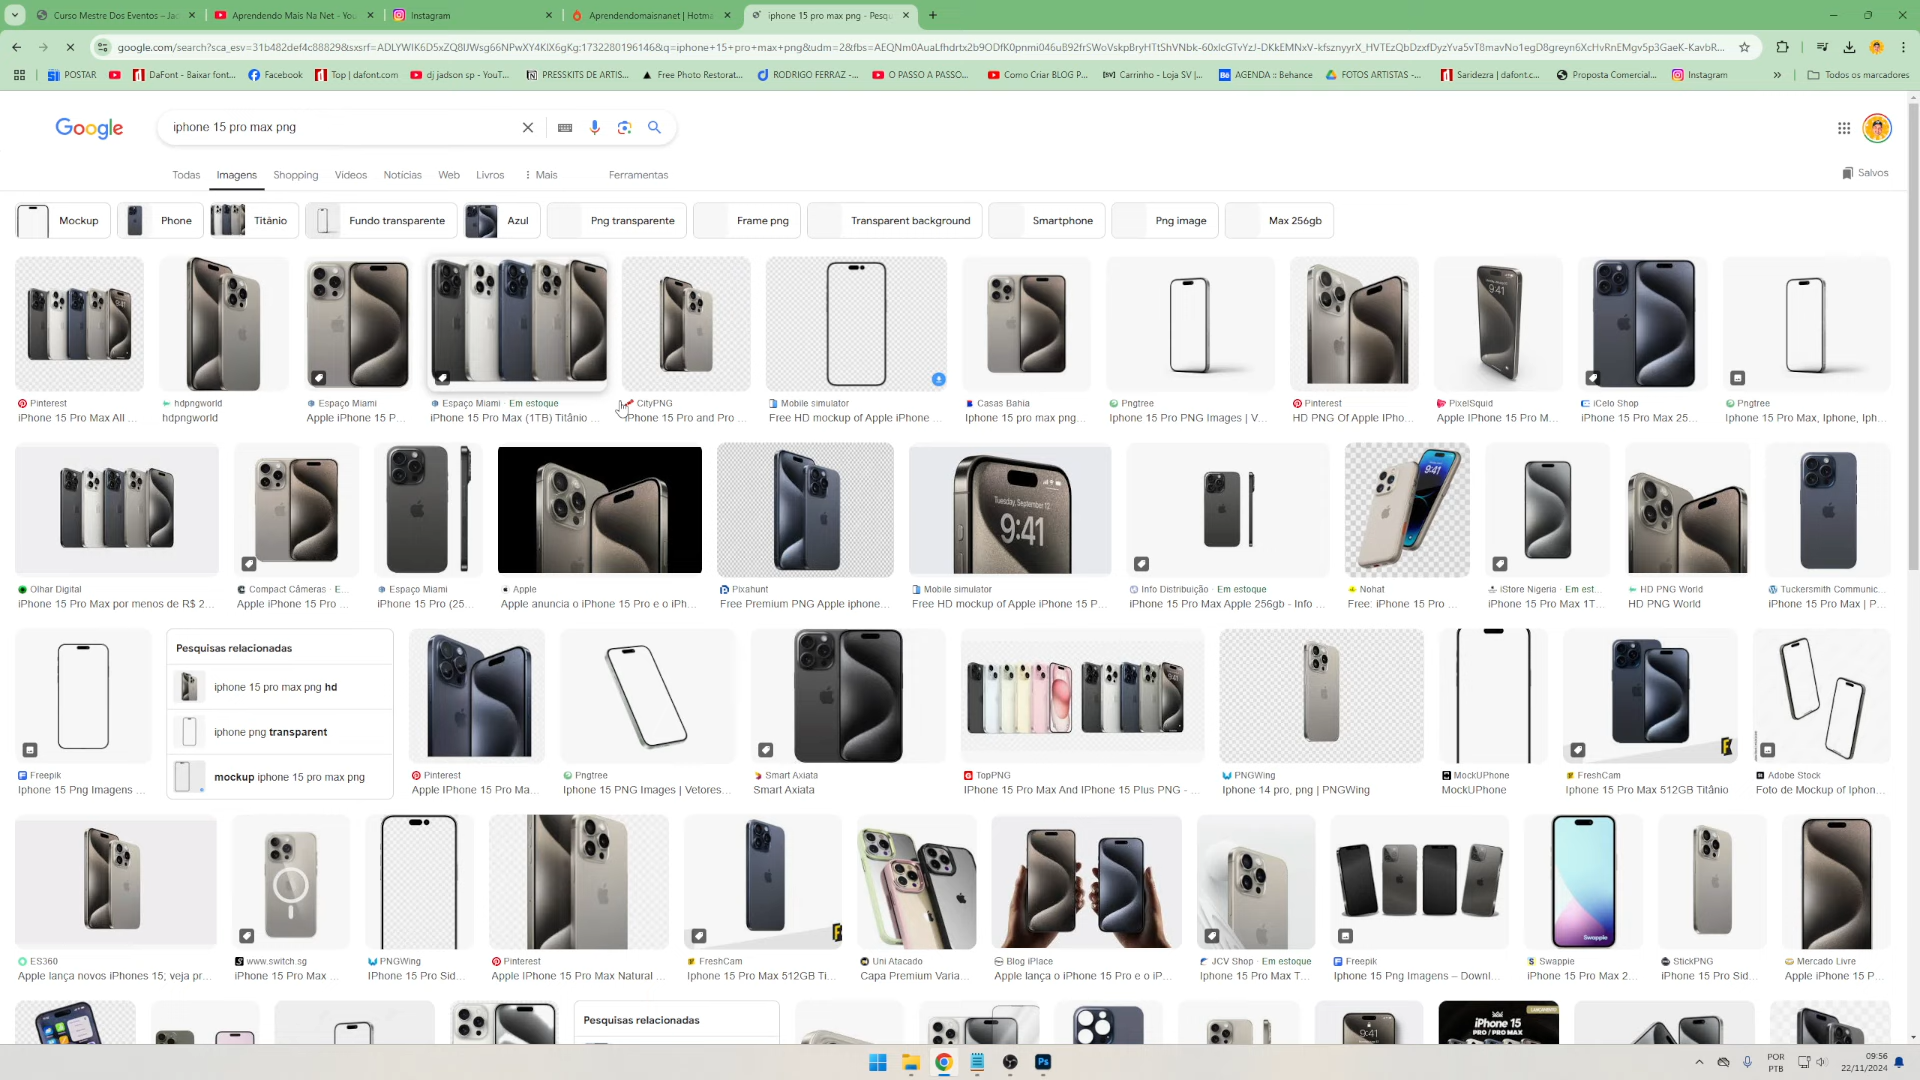 Curso Mestre Dos Eventos – Jac
Aprendendo Mais Na Net - You
Instagram
Aprendendomaisnanet | Hotma
iphone 15 pro max png - Pesqu
POSTAR
DaFont - Baixar font...
Facebook
Top | dafont.com
dj jadson sp - YouT...
PRESSKITS DE ARTIS...
Free Photo Restorat...
RODRIGO FERRAZ -...
O PASSO A PASSO...
Como Criar BLOG P...
Carrinho - Loja SV |...
AGENDA :: Behance
FOTOS ARTISTAS -...
Saridezra | dafont.c...
Proposta Comercial...
Instagram
Todos os marcadores
Google
iphone 15 pro max png
Todas
Imagens
Shopping
Vídeos
Notícias
Web
Livros
Mais
Ferramentas
Salvos
Mockup
Phone
Titânio
Fundo transparente
Azul
Png transparente
Frame png
Transparent background
Smartphone
Png image
Max 256gb
Pinterest
iPhone 15 Pro Max All ...
hdpngworld
hdpngworld
Espaço Miami
Apple iPhone 15 P...
Espaço Miami · Em estoque
iPhone 15 Pro Max (1TB) Titânio ...
CityPNG
iPhone 15 Pro and Pro ...
Mobile simulator
Free HD mockup of Apple iPhone ...
Casas Bahia
Iphone 15 pro max png...
Pngtree
Iphone 15 Pro PNG Images | V...
Pinterest
HD PNG Of Apple IPho...
PixelSquid
Apple IPhone 15 Pro M...
iCelo Shop
iPhone 15 Pro Max 25...
Pngtree
Iphone 15 Pro Max, Iphone, Iph...
Tuesday, September 12
9:41
9:41
Olhar Digital
iPhone 15 Pro Max por menos de R$ 2...
Compact Câmeras · E...
Apple iPhone 15 Pro ...
Espaço Miami
iPhone 15 Pro (25...
Apple
Apple anuncia o iPhone 15 Pro e o iPh...
Pixahunt
Free Premium PNG Apple iphone...
Mobile simulator
Free HD mockup of Apple iPhone 15 P...
Info Distribuição · Em estoque
iPhone 15 Pro Max Apple 256gb - Info ...
Nohat
Free: iPhone 15 Pro ...
iStore Nigeria · Em est...
iPhone 15 Pro Max 1T...
HD PNG World
HD PNG World
Tuckersmith Communic...
iPhone 15 Pro Max | P...
Freepik
Iphone 15 Png Imagens ...
Pesquisas relacionadas
iphone 15 pro max png hd
iphone png transparent
mockup iphone 15 pro max png
Pinterest
Apple IPhone 15 Pro Ma...
Pngtree
Iphone 15 PNG Images | Vetores...
Smart Axiata
Smart Axiata
TopPNG
IPhone 15 Pro Max And IPhone 15 Plus PNG - ...
PNGWing
Iphone 14 pro, png | PNGWing
MockUPhone
MockUPhone
FreshCam
Iphone 15 Pro Max 512GB Titânio
Adobe Stock
Foto de Mockup of Iphon...
Swappie
ES360
Apple lança novos iPhones 15; veja pr...
www.switch.sg
iPhone 15 Pro Max ...
PNGWing
IPhone 15 Pro Sid...
Pinterest
Apple IPhone 15 Pro Max Natural ...
FreshCam
Iphone 15 Pro Max 512GB Ti...
Uni Atacado
Capa Premium Varia...
Blog iPlace
Apple lança o iPhone 15 Pro e o iP...
JCV Shop · Em estoque
Iphone 15 Pro Max T...
Freepik
Iphone 15 Png Imagens – Downl...
Swappie
iPhone 15 Pro Max 2...
StickPNG
iPhone 15 Pro Sid...
Mercado Livre
Apple iPhone 15 P...
Pesquisas relacionadas
iPhone 15
PRO / PRO MAX
POR
PTB
09:56
22/11/2024